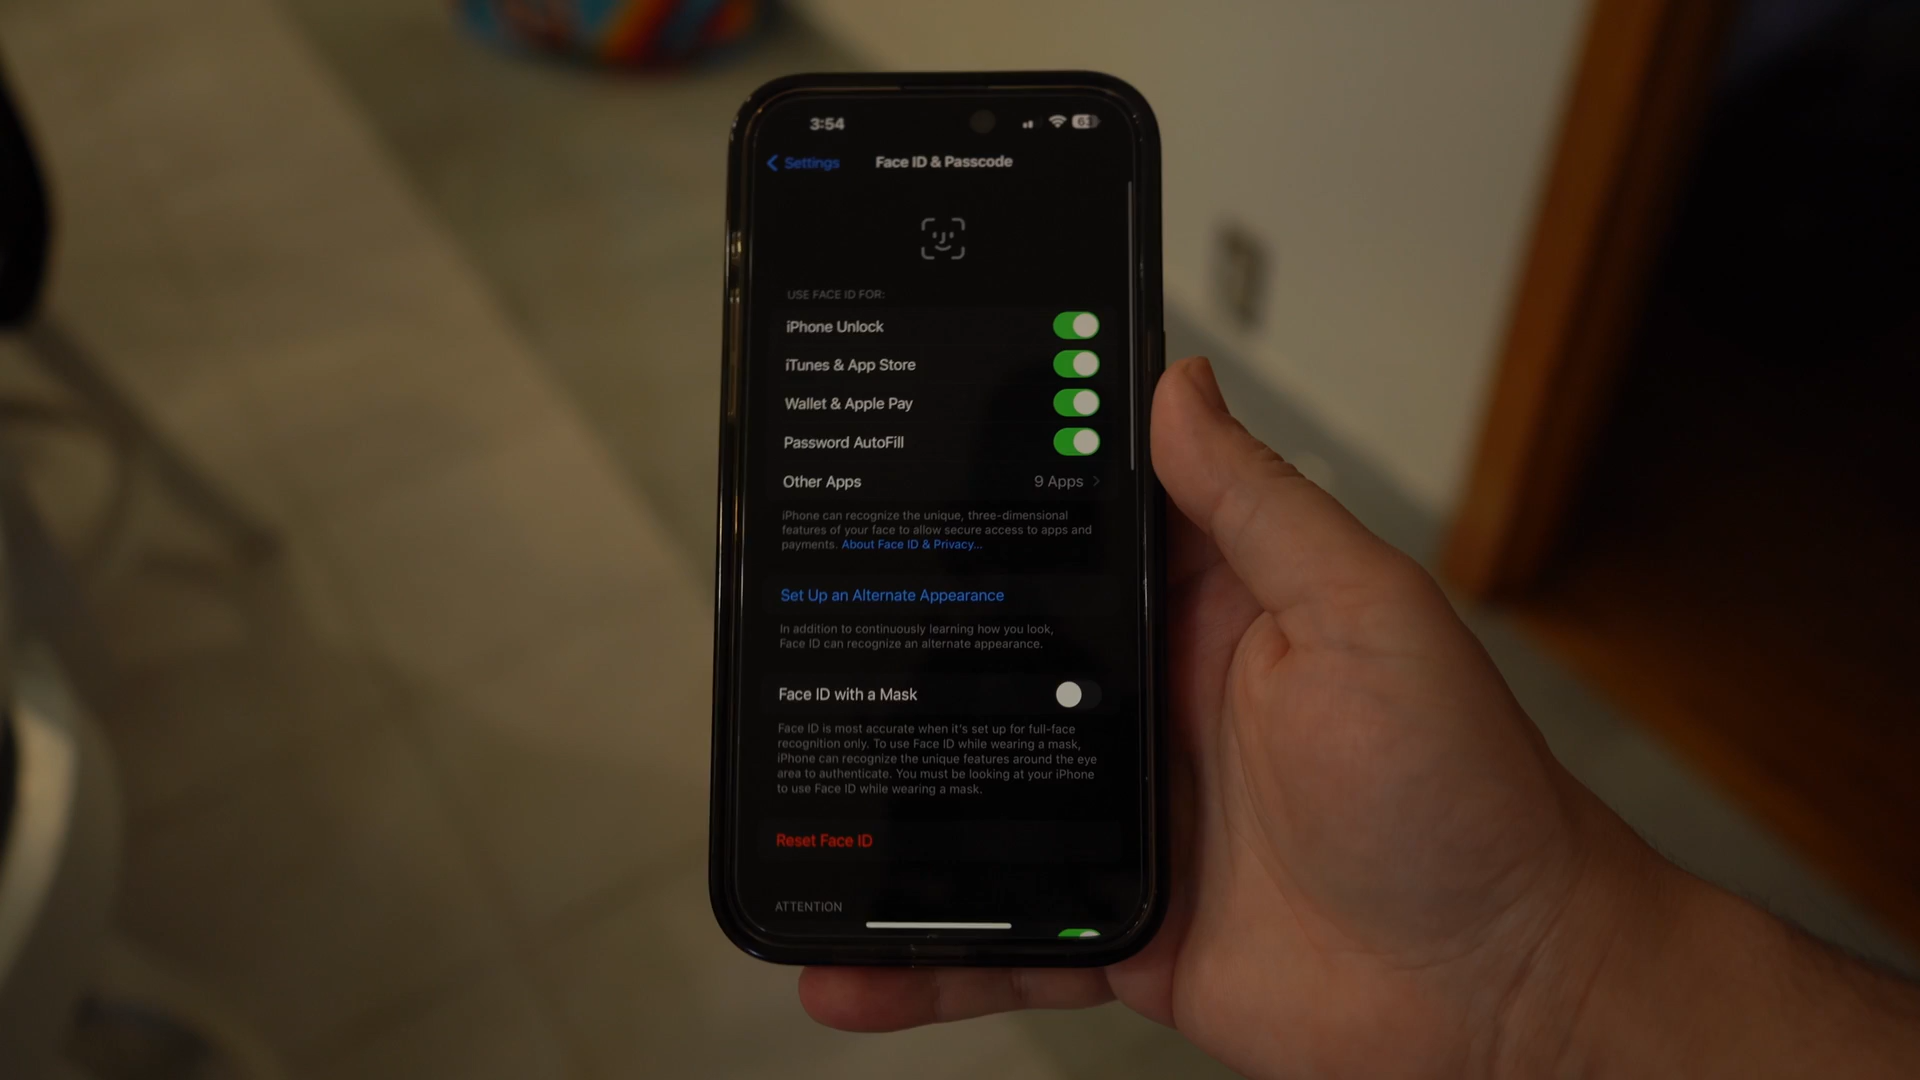 3:54
63
Settings
Face ID & Passcode
USE FACE ID FOR:
iPhone Unlock
iTunes & App Store
Wallet & Apple Pay
Password AutoFill
Other Apps 9 Apps
iPhone can recognize the unique, three-dimensional
features of your face to allow secure access to apps and
payments. About Face ID & Privacy...
Set Up an Alternate Appearance
In addition to continuously learning how you look,
Face ID can recognize an alternate appearance.
Face ID with a Mask
Face ID is most accurate when it's set up for full-face
recognition only. To use Face ID while wearing a mask,
iPhone can recognize the unique features around the eye
area to authenticate. You must be looking at your iPhone
to use Face ID while wearing a mask.
Reset Face ID
ATTENTION